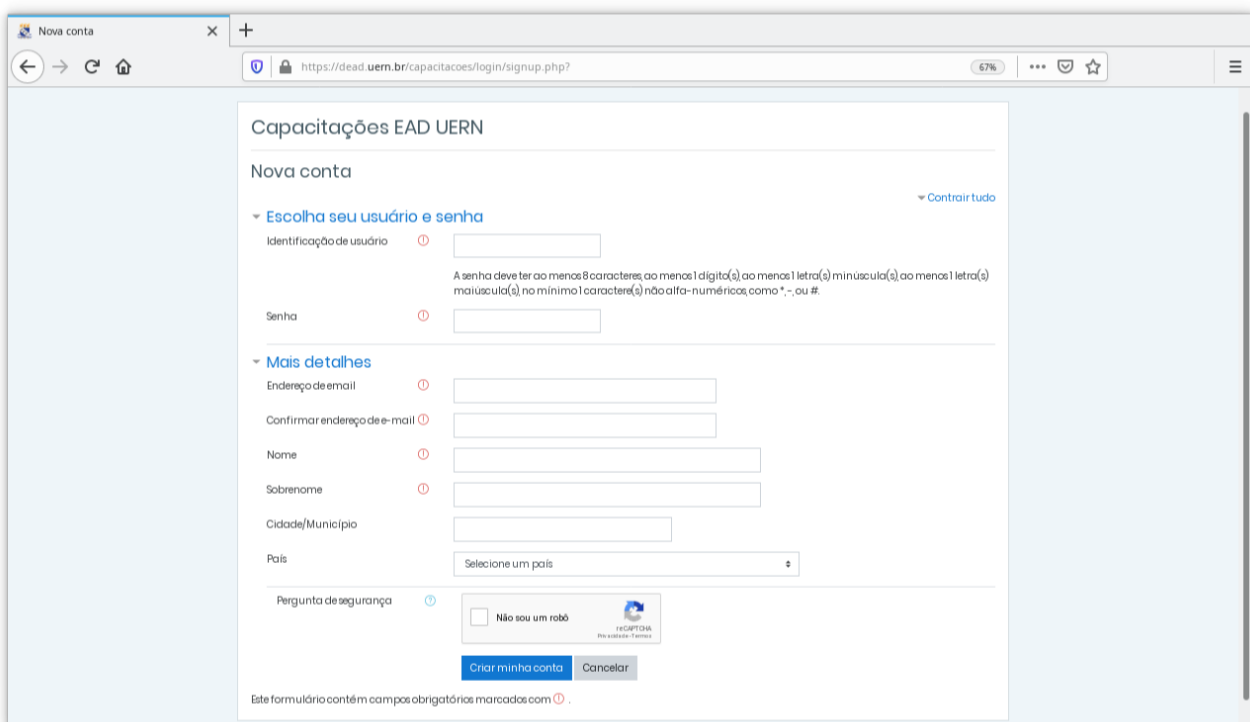 Nova conta
https://dead.uern.br/capacitacoes/login/signup.php?
67%
Capacitações EAD UERN
Nova conta
Contrair tudo
Escolha seu usuário e senha
Identificação de usuário
A senha deve ter ao menos 8 caracteres, ao menos 1 dígito(s), ao menos 1 letra(s) minúscula(s), ao menos 1 letra(s)
maiúscula(s), no mínimo 1 caractere(s) não alfa-numéricos, como *, -, ou #.
Senha
Mais detalhes
Endereço de email
Confirmar endereço de e-mail
Nome
Sobrenome
Cidade/Município
País
Selecione um país
Pergunta de segurança
Não sou um robô
reCAPTCHA
Privacidade - Termos
Criar minha conta
Cancelar
Este formulário contém campos obrigatórios marcados com .